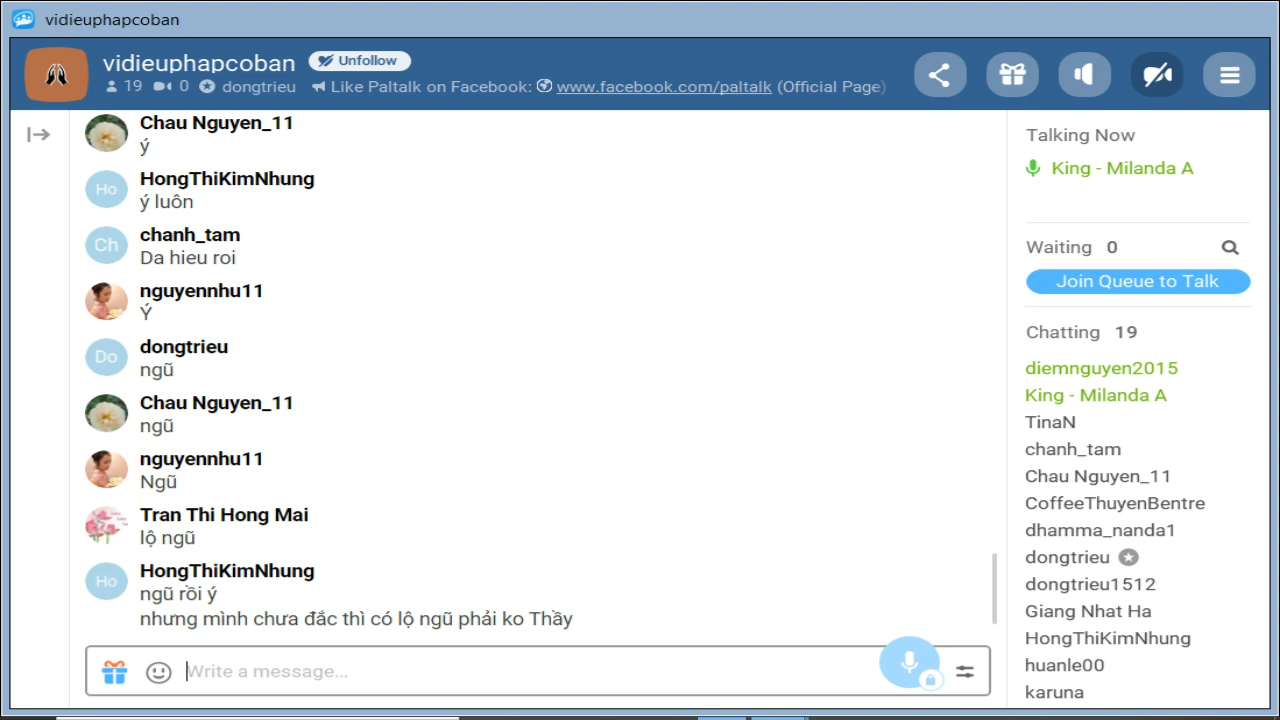 vidieuphapcoban
vidieuphapcoban Unfollow
19 0 dongtrieu Like Paltalk on Facebook: www.facebook.com/paltalk (Official Page)
Chau Nguyen_11
ý
Ho HongThiKimNhung
ý luôn
Ch chanh_tam
Da hieu roi
nguyennhu11
Ý
Do dongtrieu
ngũ
Chau Nguyen_11
ngũ
nguyennhu11
Ngũ
Tran Thi Hong Mai
lộ ngũ
Ho HongThiKimNhung
ngũ rồi ý
nhưng mình chưa đắc thì có lộ ngũ phải ko Thầy
Write a message...
Talking Now
King - Milanda A
Waiting 0
Join Queue to Talk
Chatting 19
diemnguyen2015
King - Milanda A
TinaN
chanh_tam
Chau Nguyen_11
CoffeeThuyenBentre
dhamma_nanda1
dongtrieu
dongtrieu1512
Giang Nhat Ha
HongThiKimNhung
huanle00
karuna